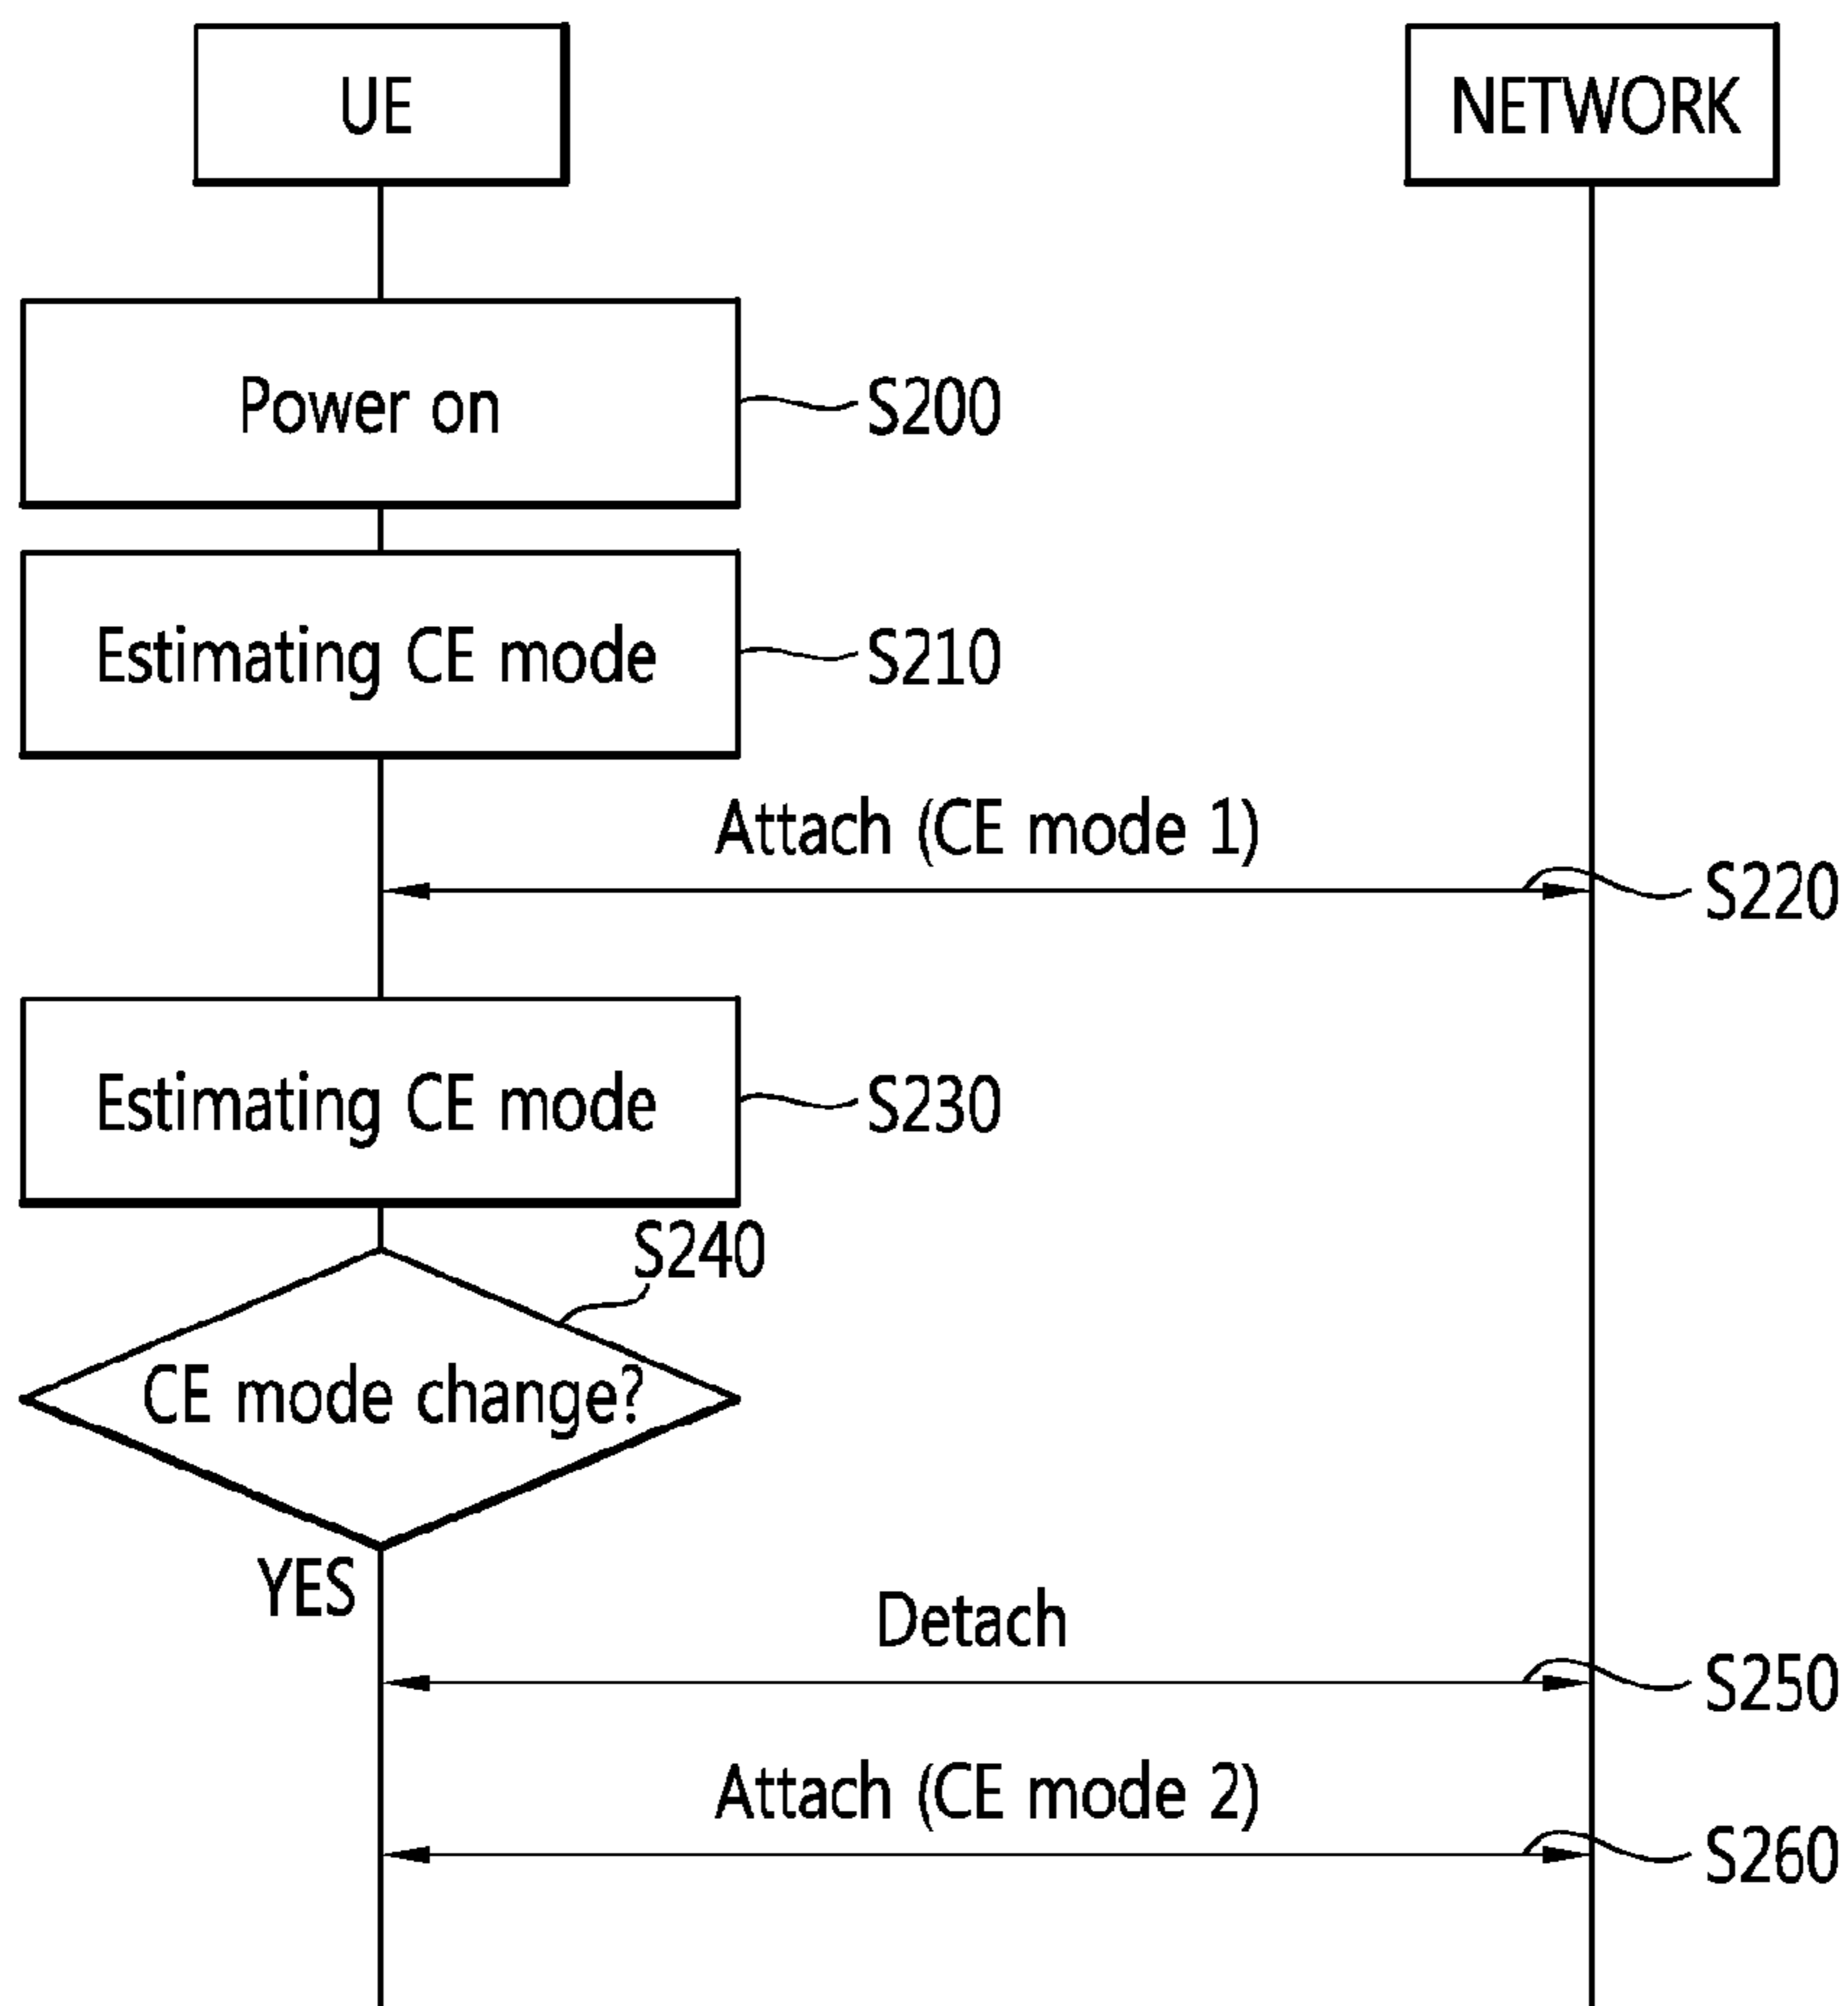 UE
NETWORK
Power on
S200
Estimating CE mode
S210
Attach (CE mode 1)
S220
Estimating CE mode
S230
S240
CE mode change?
YES
Detach
S250
Attach (CE mode 2)
S260